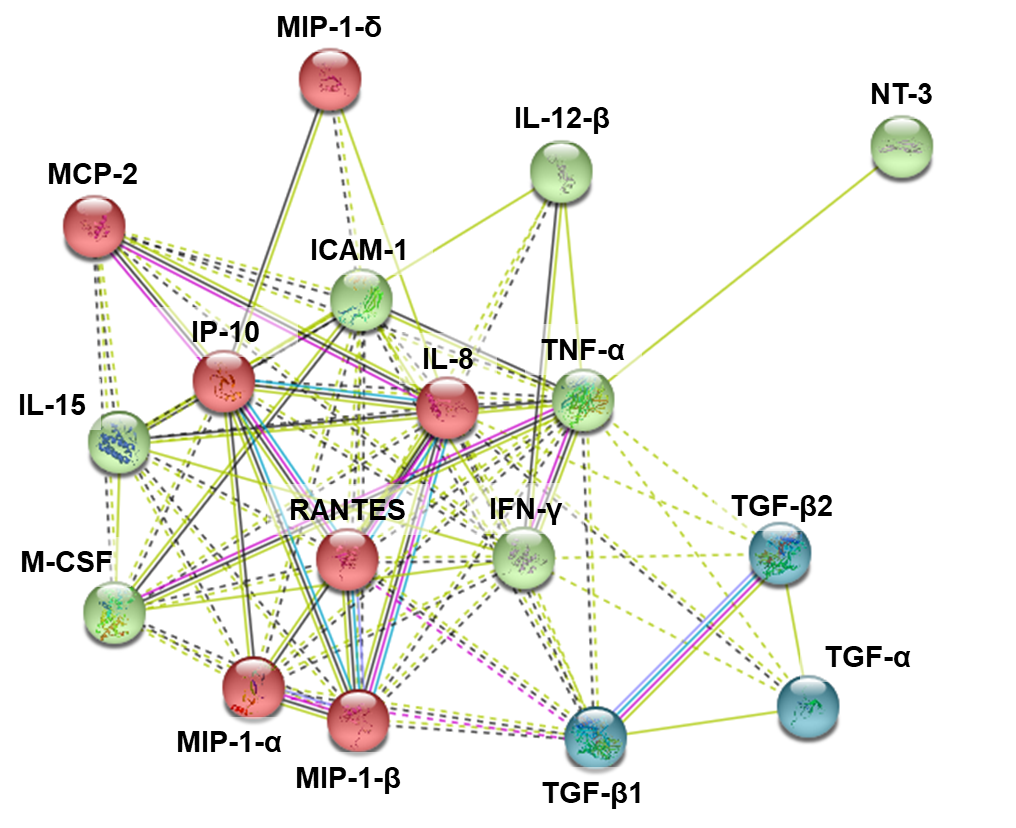 MIP-1-δ
NT-3
IL-12-β
MCP-2
ICAM-1
IP-10
IL-8
TNF-α
IL-15
RANTES
IFN-γ
TGF-β2
M-CSF
TGF-α
MIP-1-α
MIP-1-β
TGF-β1